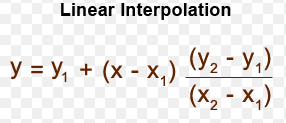 Linear Interpolation
y = y₁ + (x - x₁) (y₂ - y₁)
(x₂ - x₁)